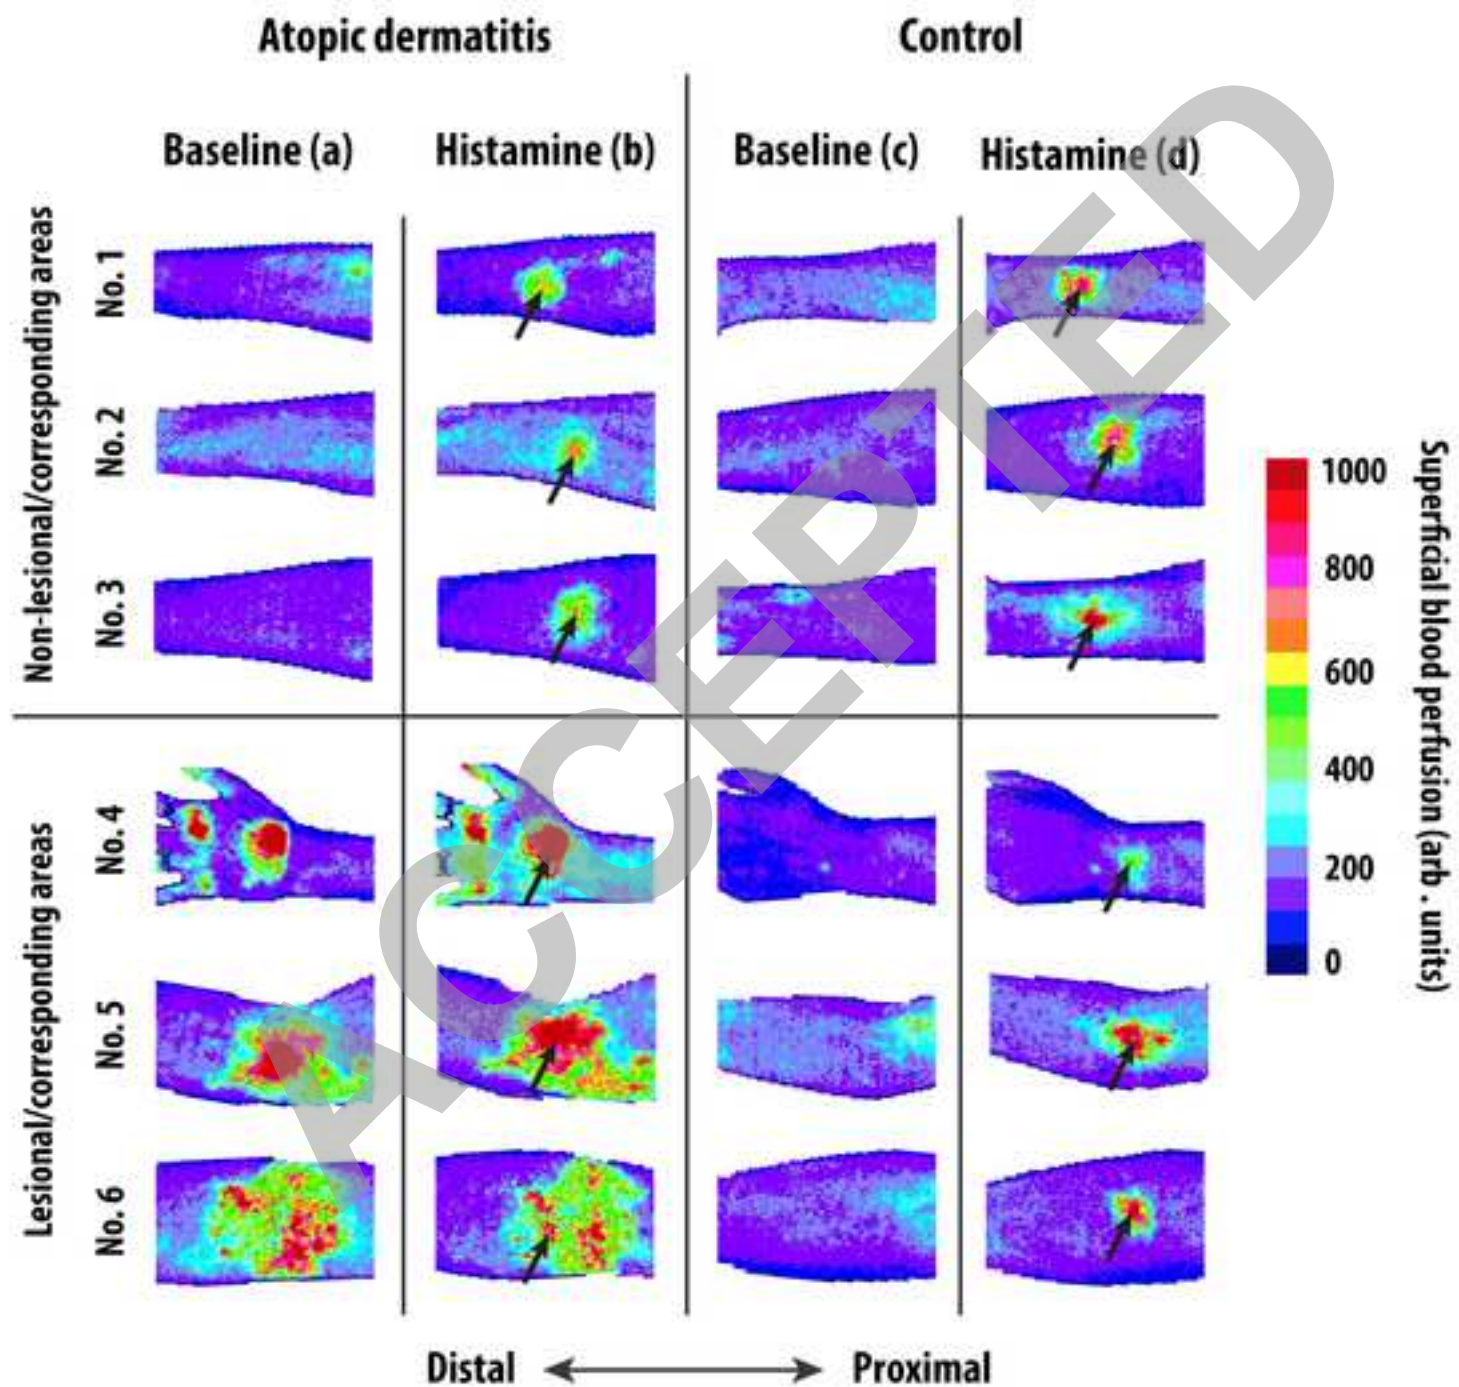 Atopic dermatitis Control
Baseline (a) Histamine (b) Baseline (c) Histamine (d)
Non-lesional/corresponding areas
No. 1
No. 2
No. 3
Lesional/corresponding areas
No. 4
No. 5
No. 6
1000
800
600
400
200
0
Superficial blood perfusion (arb . units)
Distal Proximal
ACCEPTED